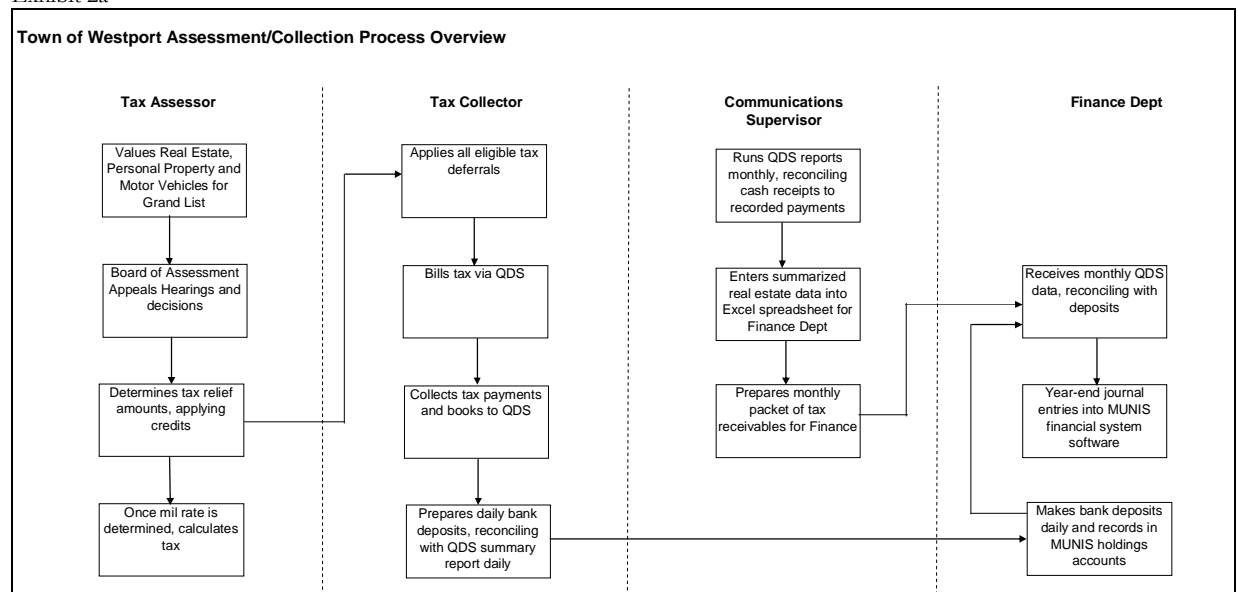 Exhibit 2a
Town of Westport Assessment/Collection Process Overview
Tax Assessor
Values Real Estate,
Personal Property and
Motor Vehicles for
Grand List
Board of Assessment
Appeals Hearings and
decisions
Determines tax relief
amounts, applying
credits
Once mil rate is
determined, calculates
tax
Tax Collector
Applies all eligible tax
deferrals
Bills tax via QDS
Collects tax payments
and books to QDS
Prepares daily bank
deposits, reconciling
with QDS summary
report daily
Communications
Supervisor
Runs QDS reports
monthly, reconciling
cash receipts to
recorded payments
Enters summarized
real estate data into
Excel spreadsheet for
Finance Dept
Prepares monthly
packet of tax
receivables for Finance
Finance Dept
Receives monthly QDS
data, reconciling with
deposits
Year-end journal
entries into MUNIS
financial system
software
Makes bank deposits
daily and records in
MUNIS holdings
accounts